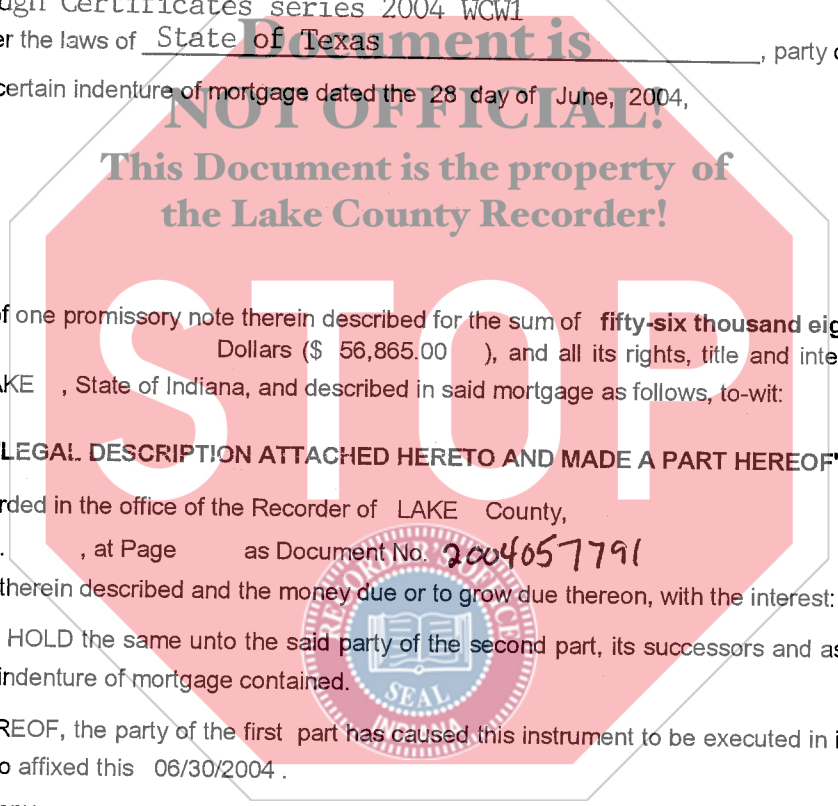 ugh Certificates series 2004 WCW1
er the laws of State of Texas , party o
Document is
certain indenture of mortgage dated the 28 day of June, 2004,
NOT OFFICIAL!
This Document is the property of
the Lake County Recorder!
STOP
of one promissory note therein described for the sum of fifty-six thousand eig
Dollars ($ 56,865.00 ), and all its rights, title and inte
AKE , State of Indiana, and described in said mortgage as follows, to-wit:
LEGAL DESCRIPTION ATTACHED HERETO AND MADE A PART HEREOF"
rded in the office of the Recorder of LAKE County,
. , at Page as Document No. 2004057791
therein described and the money due or to grow due thereon, with the interest:
HOLD the same unto the said party of the second part, its successors and as
indenture of mortgage contained.
RECORDER'S OFFICE
SEAL
INDIANA
REOF, the party of the first part has caused this instrument to be executed in i
o affixed this 06/30/2004 .